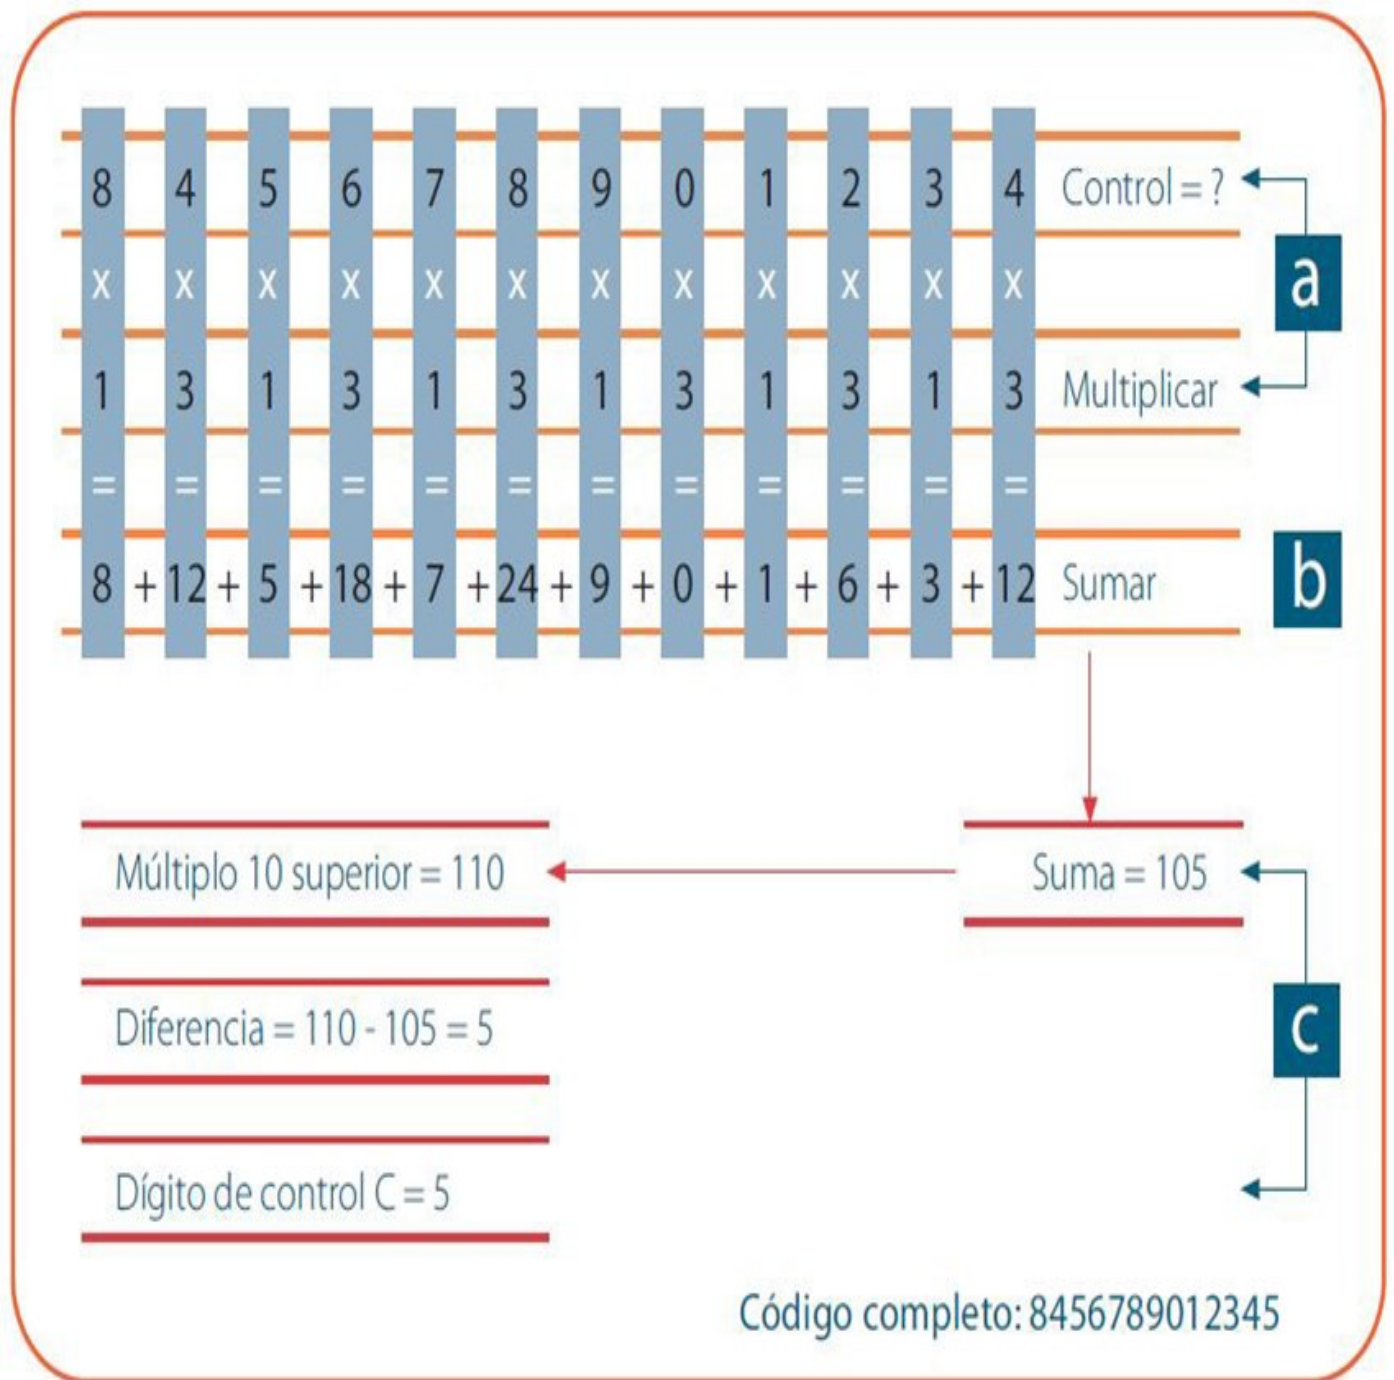 8 4 5 6 7 8 9 0 1 2 3 4 Control = ?
x x x x x x x x x x x x
a
1 3 1 3 1 3 1 3 1 3 1 3 Multiplicar
= = = = = = = = = = = =
8 + 12 + 5 + 18 + 7 + 24 + 9 + 0 + 1 + 6 + 3 + 12 Sumar
b
Múltiplo 10 superior = 110
Suma = 105
Diferencia = 110 - 105 = 5
c
Dígito de control C = 5
Código completo: 8456789012345